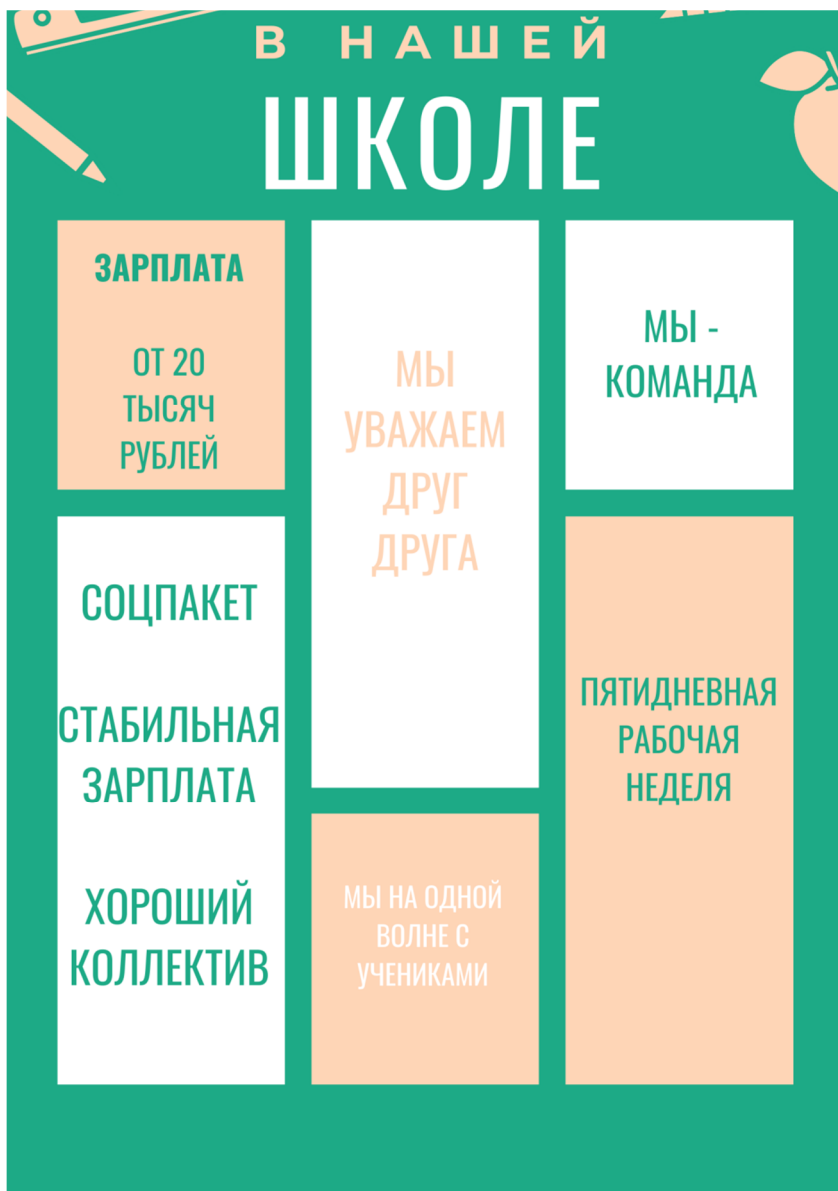 В НАШЕЙ
ШКОЛЕ
ЗАРПЛАТА
ОТ 20
ТЫСЯЧ
РУБЛЕЙ
СОЦПАКЕТ
СТАБИЛЬНАЯ
ЗАРПЛАТА
ХОРОШИЙ
КОЛЛЕКТИВ
МЫ
УВАЖАЕМ
ДРУГ
ДРУГА
МЫ НА ОДНОЙ
ВОЛНЕ С
УЧЕНИКАМИ
МЫ -
КОМАНДА
ПЯТИДНЕВНАЯ
РАБОЧАЯ
НЕДЕЛЯ